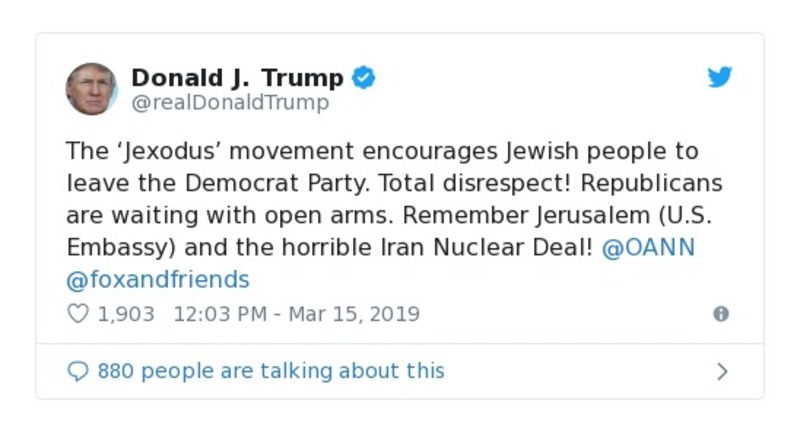 Donald J. Trump
@realDonaldTrump
The ‘Jexodus’ movement encourages Jewish people to
leave the Democrat Party. Total disrespect! Republicans
are waiting with open arms. Remember Jerusalem (U.S.
Embassy) and the horrible Iran Nuclear Deal! @OANN
@foxandfriends
1,903 12:03 PM - Mar 15, 2019
880 people are talking about this